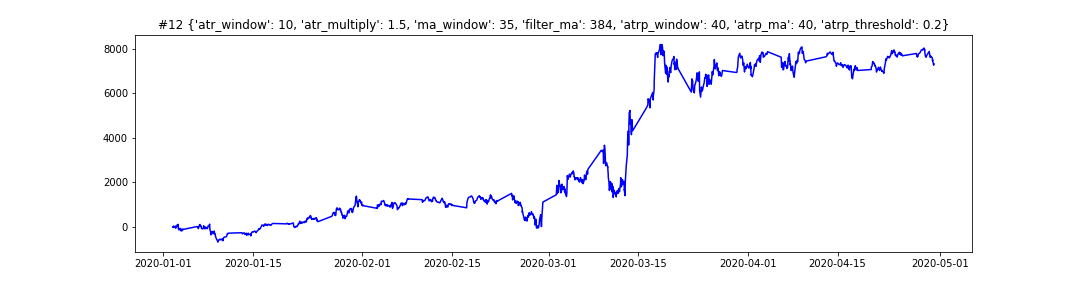 #12 {'atr_window': 10, 'atr_multiply': 1.5, 'ma_window': 35, 'filter_ma': 384, 'atrp_window': 40, 'atrp_ma': 40, 'atrp_threshold': 0.2}
8000
6000
4000
2000
0
2020-01-01 2020-01-15 2020-02-01 2020-02-15 2020-03-01 2020-03-15 2020-04-01 2020-04-15 2020-05-01